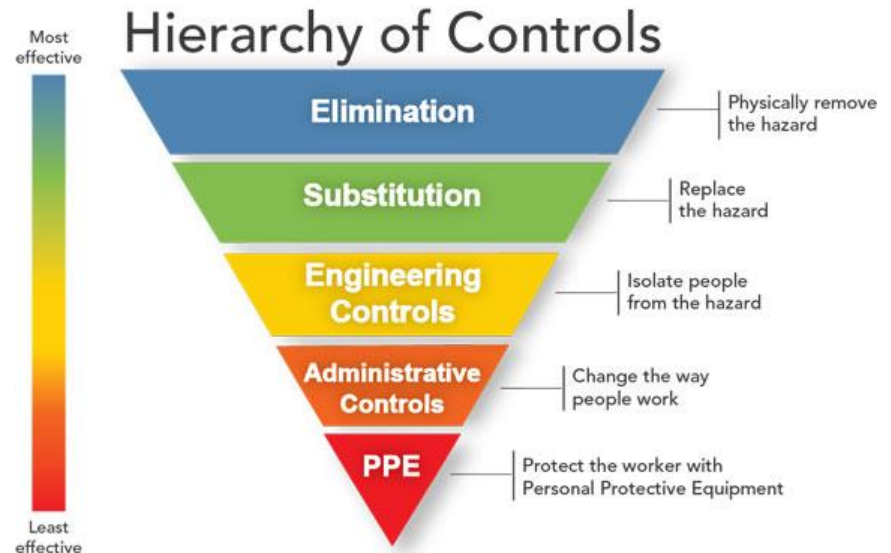 Hierarchy of Controls
Most
effective
Elimination
Physically remove
the hazard
Substitution
Replace
the hazard
Engineering
Controls
Isolate people
from the hazard
Administrative
Controls
Change the way
people work
PPE
Protect the worker with
Personal Protective Equipment
Least
effective